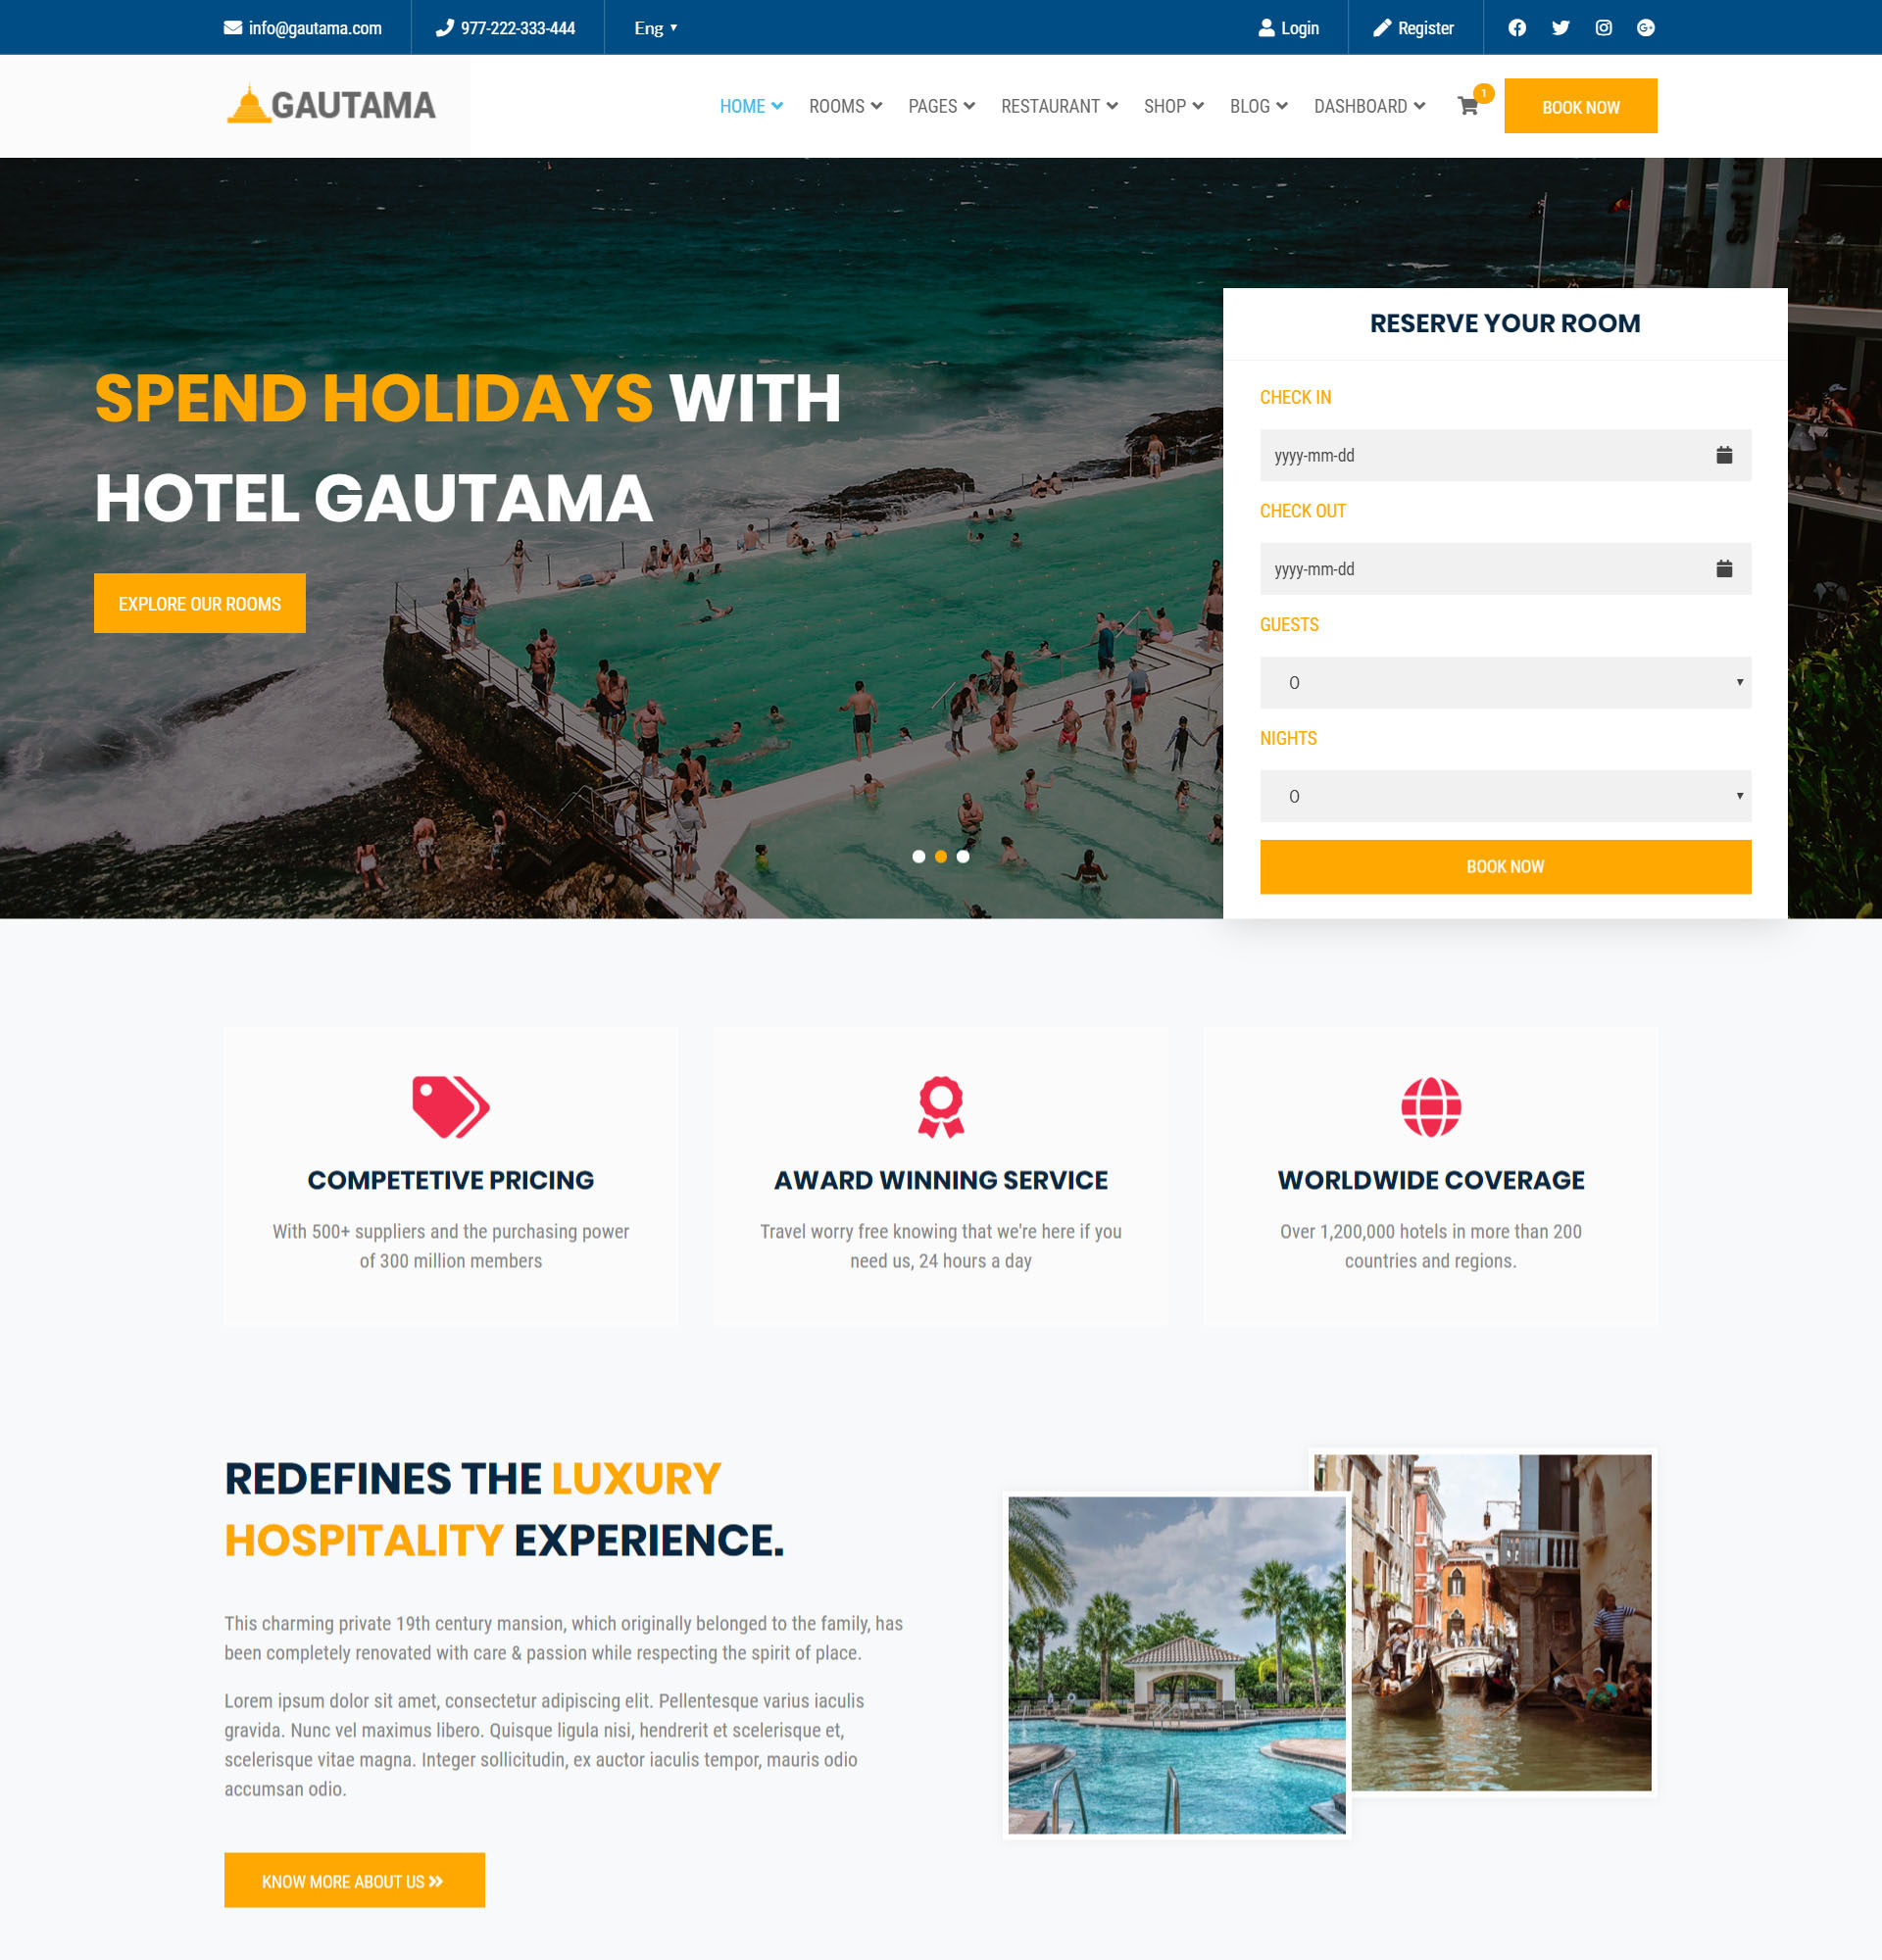 info@gautama.com
977-222-333-444
Eng
Login
Register
GAUTAMA
HOME
ROOMS
PAGES
RESTAURANT
SHOP
BLOG
DASHBOARD
1
BOOK NOW
SPEND HOLIDAYS WITH
HOTEL GAUTAMA
EXPLORE OUR ROOMS
RESERVE YOUR ROOM
CHECK IN
yyyy-mm-dd
CHECK OUT
yyyy-mm-dd
GUESTS
0
NIGHTS
0
BOOK NOW
COMPETETIVE PRICING
With 500+ suppliers and the purchasing power
of 300 million members
AWARD WINNING SERVICE
Travel worry free knowing that we're here if you
need us, 24 hours a day
WORLDWIDE COVERAGE
Over 1,200,000 hotels in more than 200
countries and regions.
REDEFINES THE LUXURY
HOSPITALITY EXPERIENCE.
This charming private 19th century mansion, which originally belonged to the family, has
been completely renovated with care & passion while respecting the spirit of place.
Lorem ipsum dolor sit amet, consectetur adipiscing elit. Pellentesque varius iaculis
gravida. Nunc vel maximus libero. Quisque ligula nisi, hendrerit et scelerisque et,
scelerisque vitae magna. Integer sollicitudin, ex auctor iaculis tempor, mauris odio
accumsan odio.
KNOW MORE ABOUT US